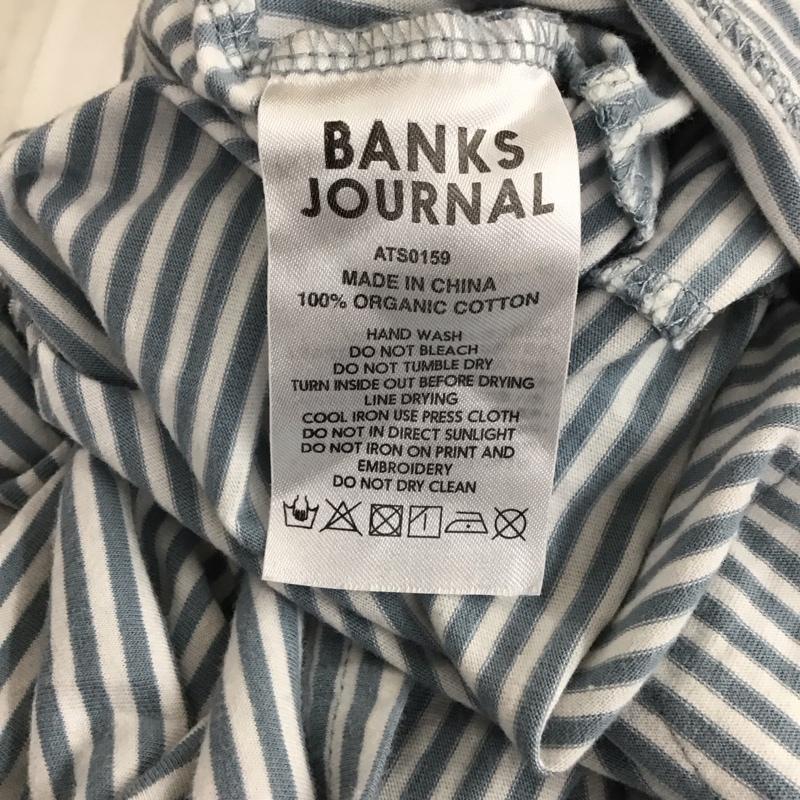 BANKS
JOURNAL
ATS0159
MADE IN CHINA
100% ORGANIC COTTON
HAND WASH
DO NOT BLEACH
DO NOT TUMBLE DRY
TURN INSIDE OUT BEFORE DRYING
LINE DRYING
COOL IRON USE PRESS CLOTH
DO NOT IN DIRECT SUNLIGHT
DO NOT IRON ON PRINT AND
EMBROIDERY
DO NOT DRY CLEAN